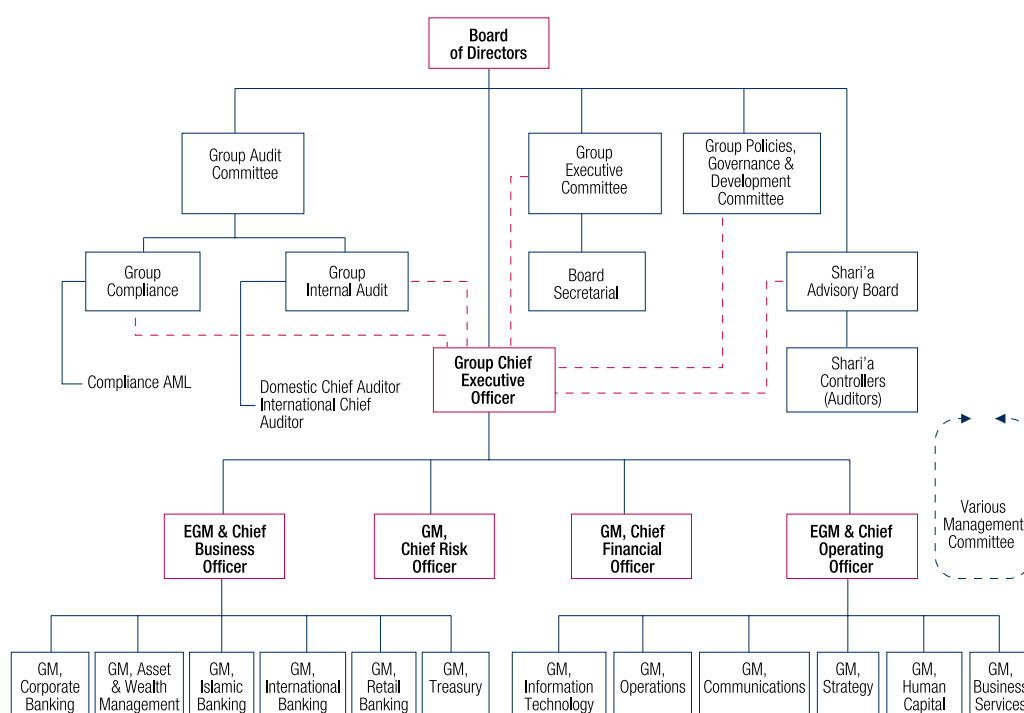 Board
of Directors
Group Audit
Committee
Group
Executive
Committee
Group Policies,
Governance &
Development
Committee
Group
Compliance
Group
Internal Audit
Board
Secretarial
Shari'a
Advisory Board
Compliance AML
Domestic Chief Auditor
International Chief
Auditor
Group Chief
Executive
Officer
Shari'a
Controllers
(Auditors)
Various
Management
Committee
EGM & Chief
Business
Officer
GM,
Chief Risk
Officer
GM, Chief
Financial
Officer
EGM & Chief
Operating
Officer
GM,
Corporate
Banking
GM, Asset
& Wealth
Management
GM,
Islamic
Banking
GM,
International
Banking
GM,
Retail
Banking
GM,
Treasury
GM,
Information
Technology
GM,
Operations
GM,
Communications
GM,
Strategy
GM,
Human
Capital
GM,
Business
Services